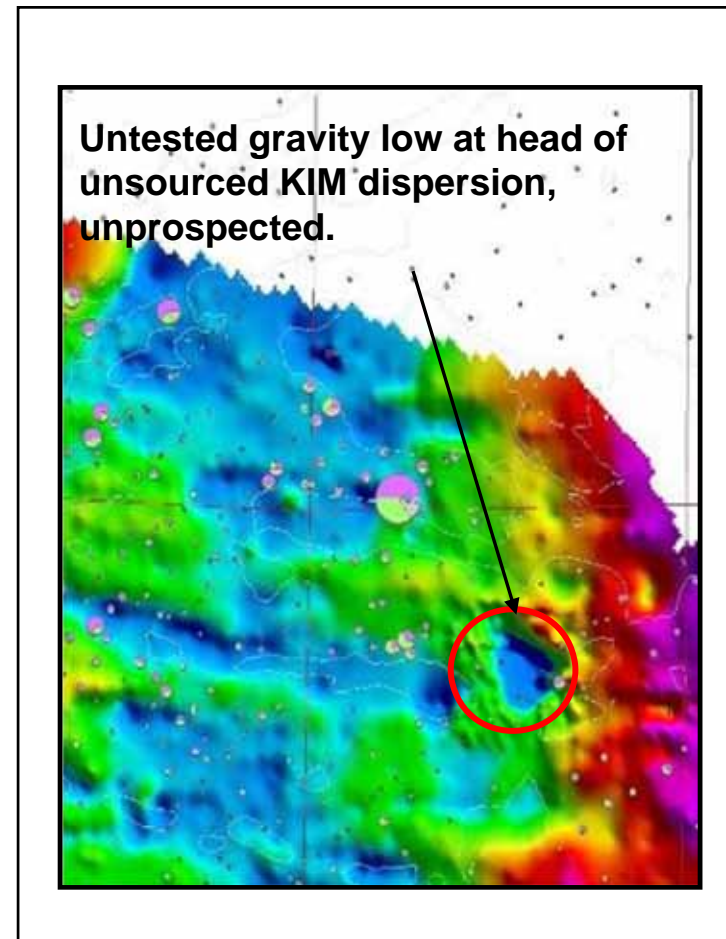 Untested gravity low at head of
unsourced KIM dispersion,
unprospected.